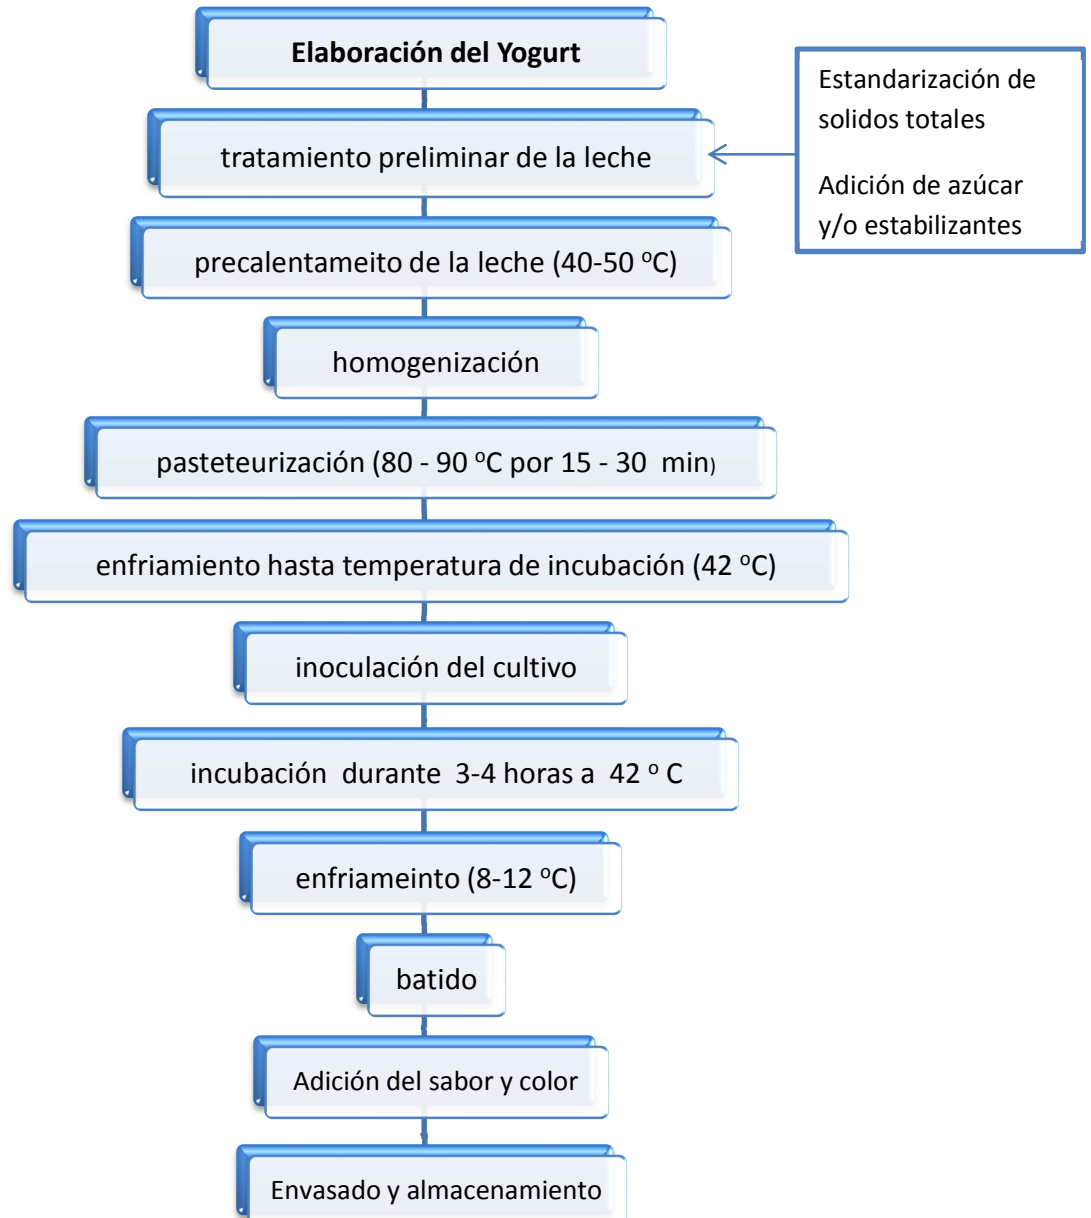 Elaboración del Yogurt
Estandarización de
solidos totales
Adición de azúcar
y/o estabilizantes
tratamiento preliminar de la leche
precalentameito de la leche (40-50 ºC)
homogenización
pasteteurización (80 - 90 ºC por 15 - 30 min)
enfriamiento hasta temperatura de incubación (42 ºC)
inoculación del cultivo
incubación durante 3-4 horas a 42 º C
enfriameinto (8-12 ºC)
batido
Adición del sabor y color
Envasado y almacenamiento